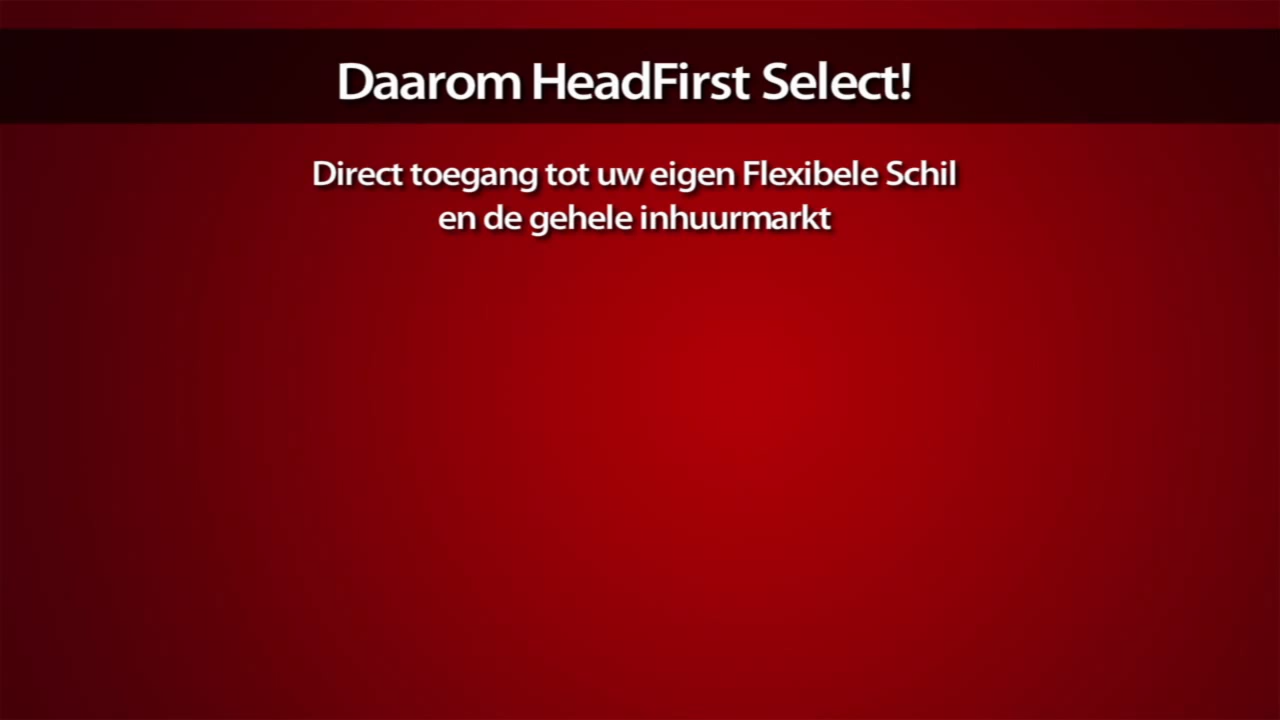 Daarom HeadFirst Select!
Direct toegang tot uw eigen Flexibele Schil
en de gehele inhuurmarkt